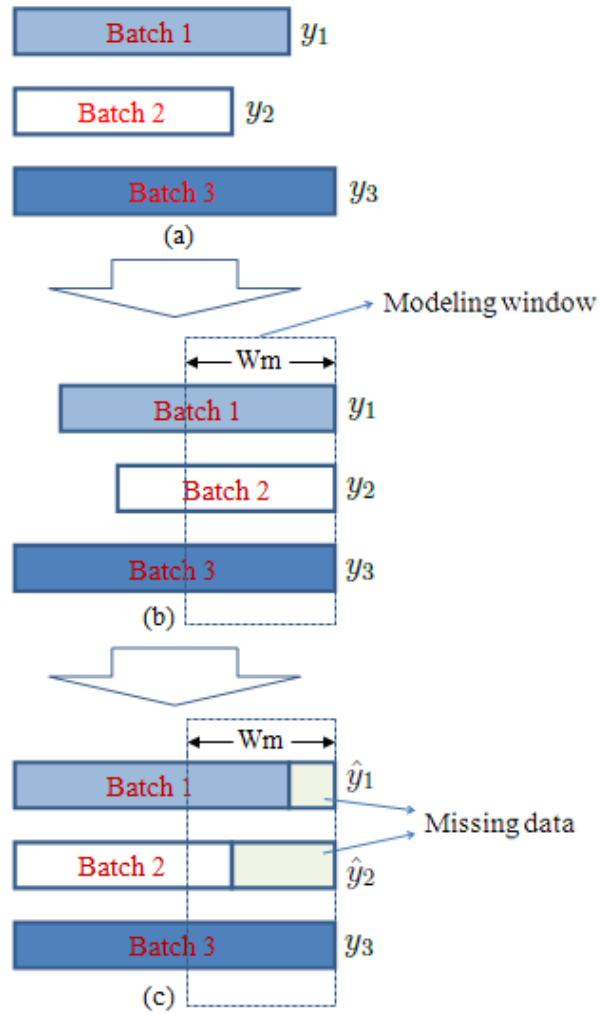 Batch 1 y₁
Batch 2 y₂
Batch 3 y₃
(a)
Modeling window
Wm
Batch 1 y₁
Batch 2 y₂
Batch 3 y₃
(b)
Wm
Batch 1 ŷ₁
Missing data
Batch 2 ŷ₂
Batch 3 y₃
(c)